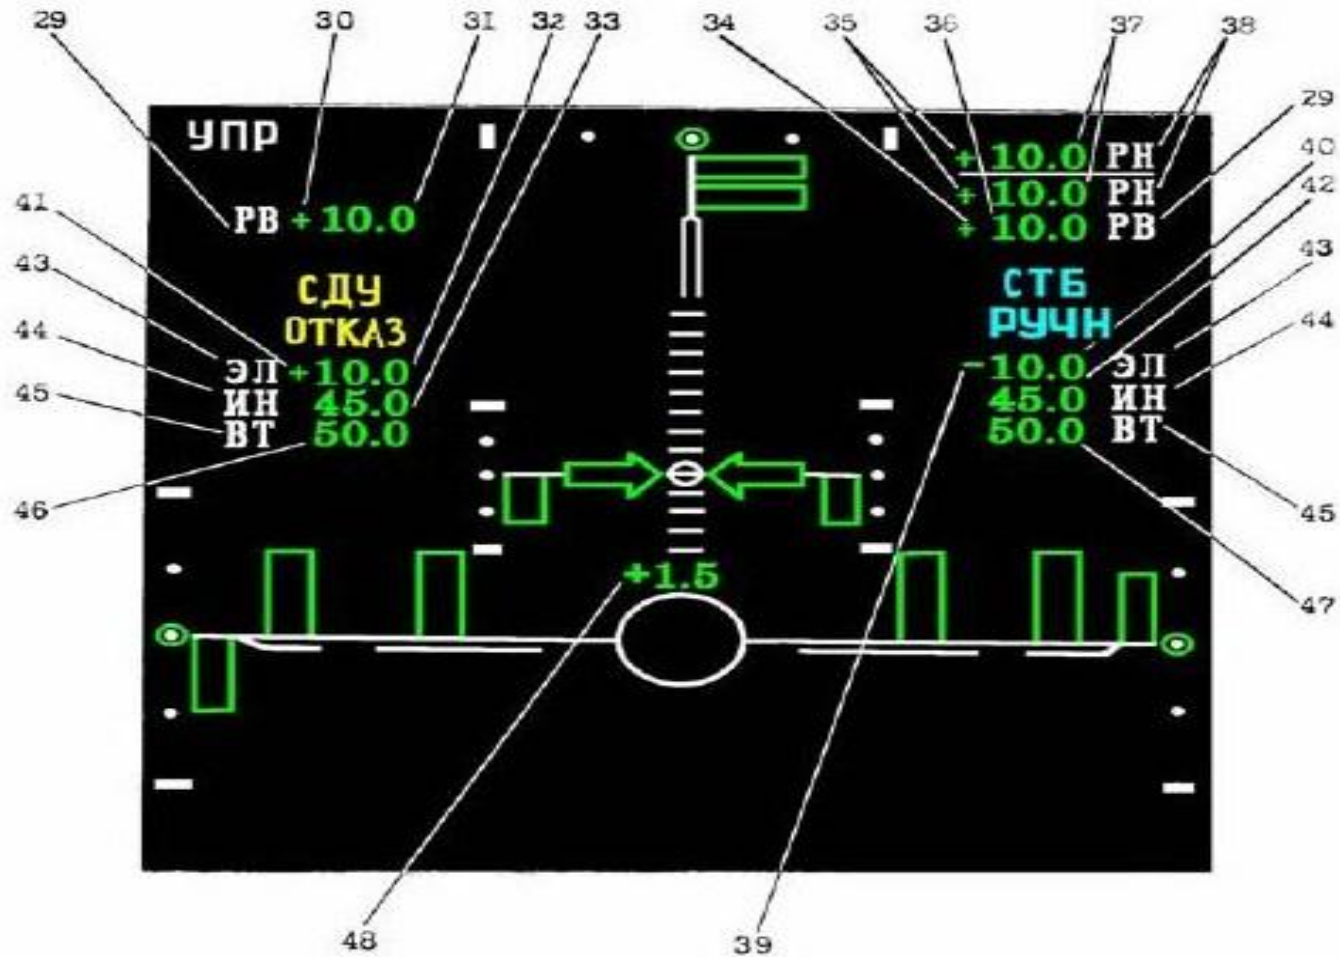 29 30 31 32 33 34 35 36 37 38
29
УПР
+10.0 РН
40
+10.0 РН
42
41
РВ +10.0
+10.0 РВ
43
43
СДУ
СТБ
44
ОТКАЗ
РУЧН
44
ЭЛ +10.0
-10.0 ЭЛ
45
ИН 45.0
45.0 ИН
ВТ 50.0
50.0 ВТ
46
45
+1.5
47
48
39